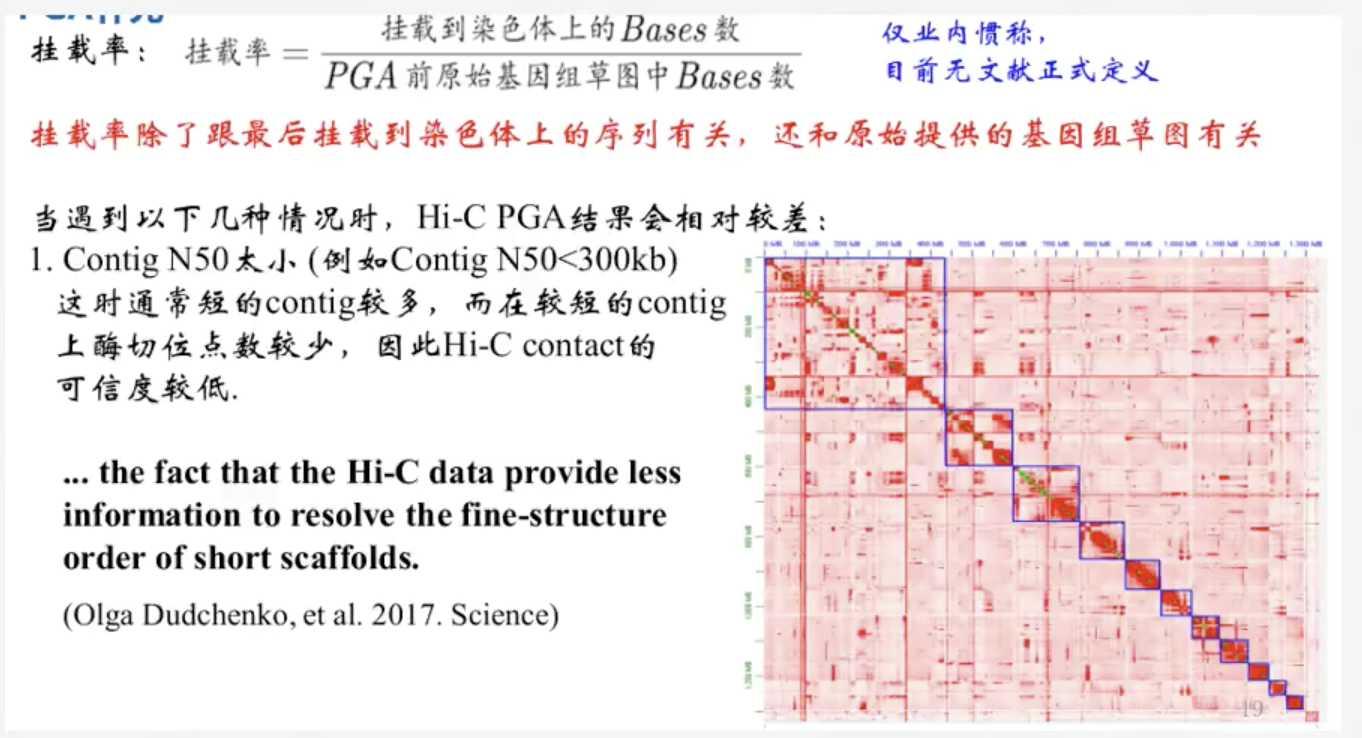 挂载率： 挂载率 = 挂载到染色体上的Bases数
PGA前原始基因组草图中Bases数
仅业内惯称，
目前无文献正式定义
挂载率除了跟最后挂载到染色体上的序列有关，还和原始提供的基因组草图有关
当遇到以下几种情况时，Hi-C PGA结果会相对较差：
1. Contig N50太小 (例如Contig N50<300kb)
这时通常短的contig较多，而在较短的contig
上酶切位点数较少，因此Hi-C contact的
可信度较低.
... the fact that the Hi-C data provide less
information to resolve the fine-structure
order of short scaffolds.
(Olga Dudchenko, et al. 2017. Science)
19